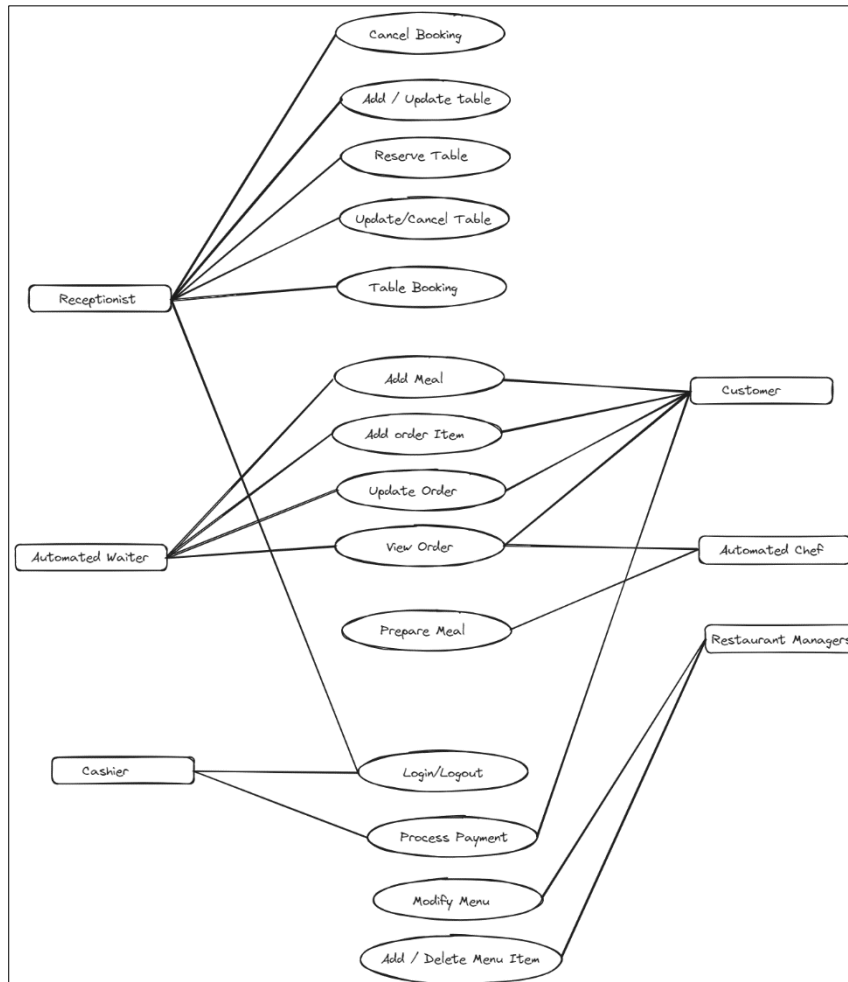 Cancel Booking
Add / Update table
Reserve Table
Update/Cancel Table
Table Booking
Receptionist
Add Meal
Customer
Add order Item
Update Order
View Order
Automated Waiter
Automated Chef
Prepare Meal
Restaurant Managers
Cashier
Login/Logout
Process Payment
Modify Menu
Add / Delete Menu Item